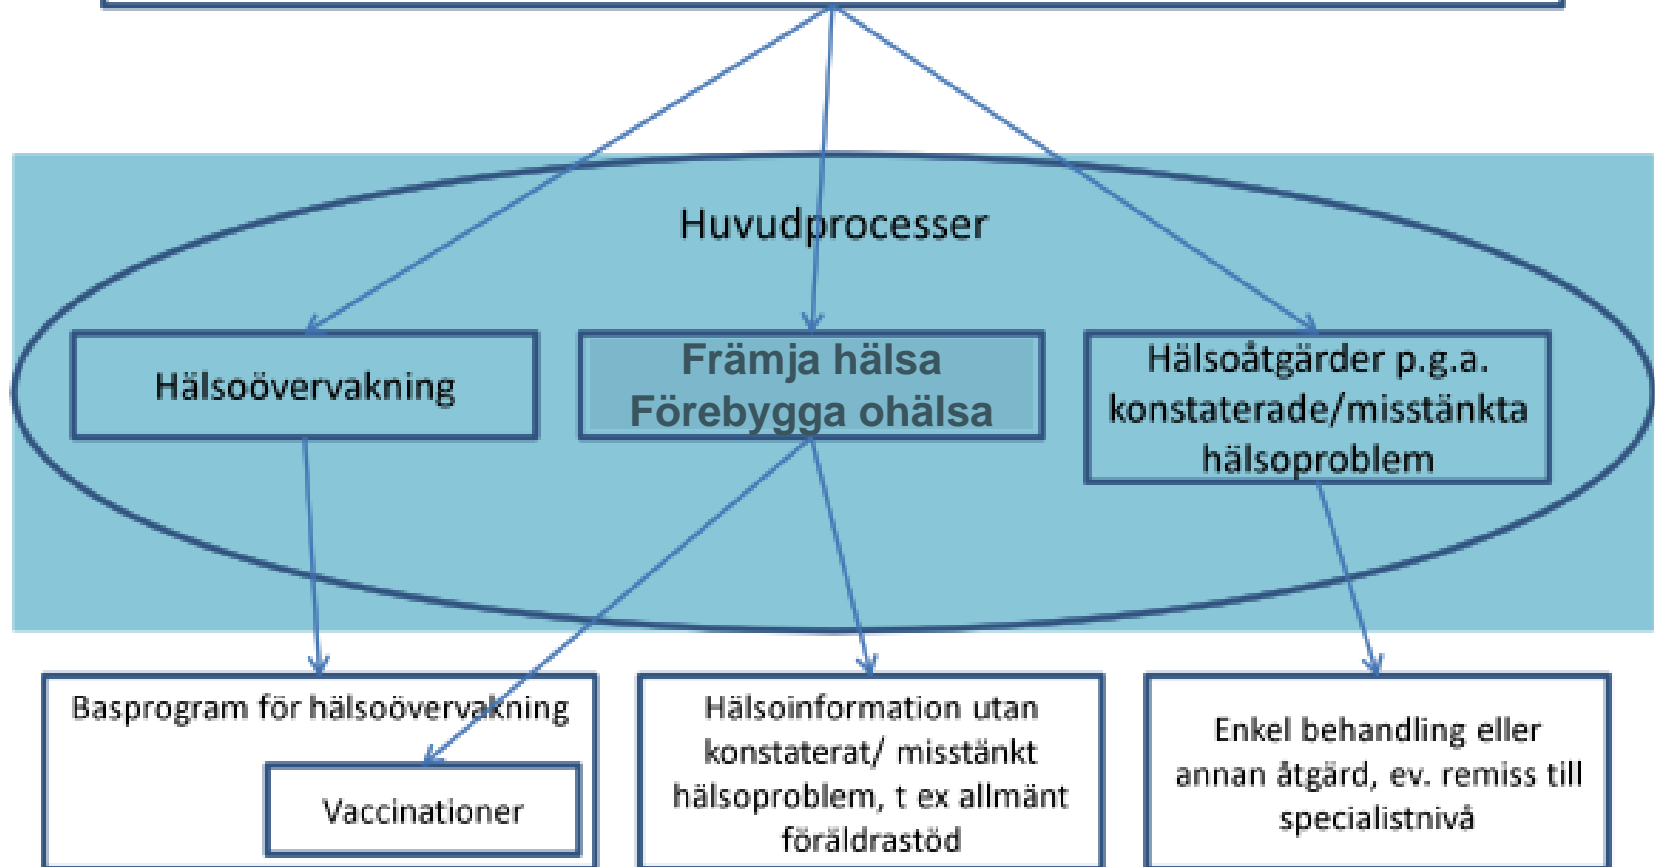 Huvudprocesser
Hälsoövervakning
Främja hälsa
Förebygga ohälsa
Hälsoåtgärder p.g.a.
konstaterade/misstänkta
hälsoproblem
Basprogram för hälsoövervakning
Vaccinationer
Hälsoinformation utan
konstaterat/ misstänkt
hälsoproblem, t ex allmänt
föräldrastöd
Enkel behandling eller
annan åtgärd, ev. remiss till
specialistnivå